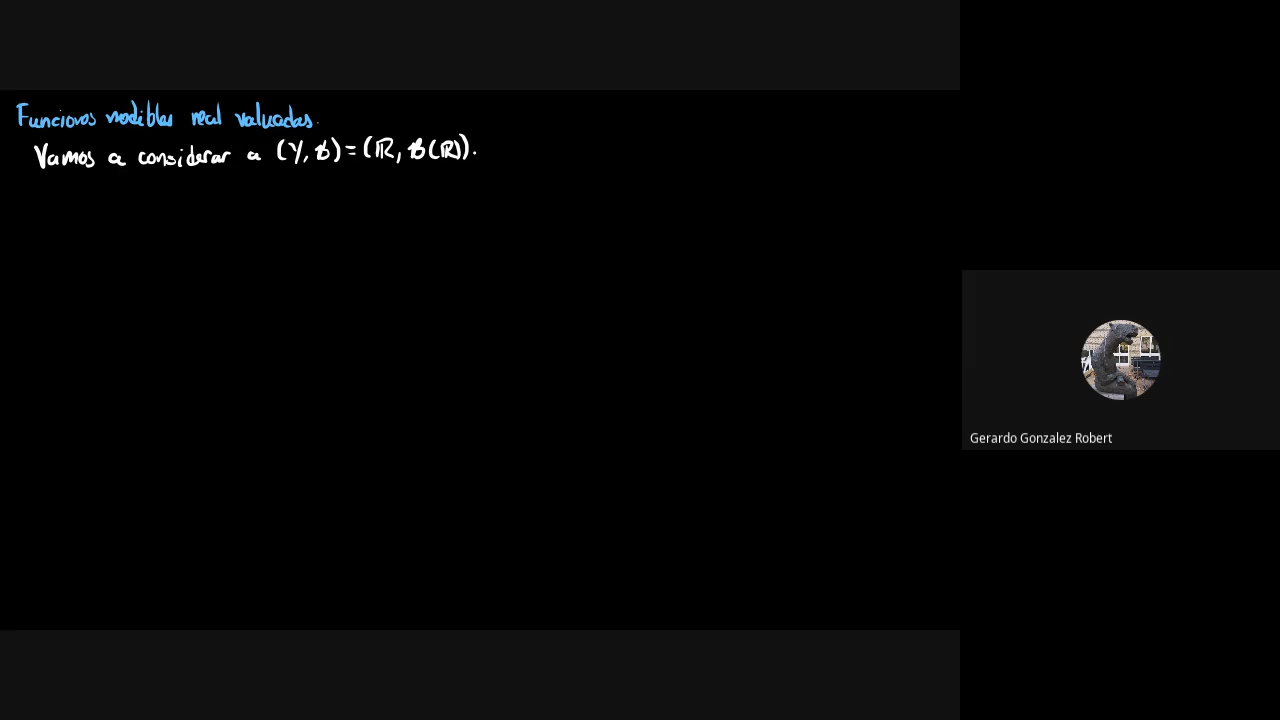 Funciones medibles real valuadas.
Vamos a considerar a (Y, B) = (ℝ, B(ℝ)).
Gerardo Gonzalez Robert